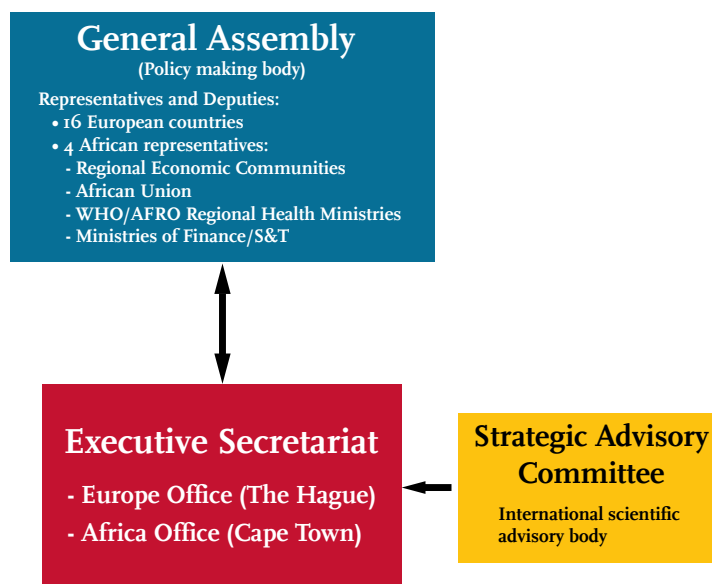 General Assembly
(Policy making body)
Representatives and Deputies:
• 16 European countries
• 4 African representatives:
- Regional Economic Communities
- African Union
- WHO/AFRO Regional Health Ministries
- Ministries of Finance/S&T
Executive Secretariat
- Europe Office (The Hague)
- Africa Office (Cape Town)
Strategic Advisory
Committee
International scientific
advisory body